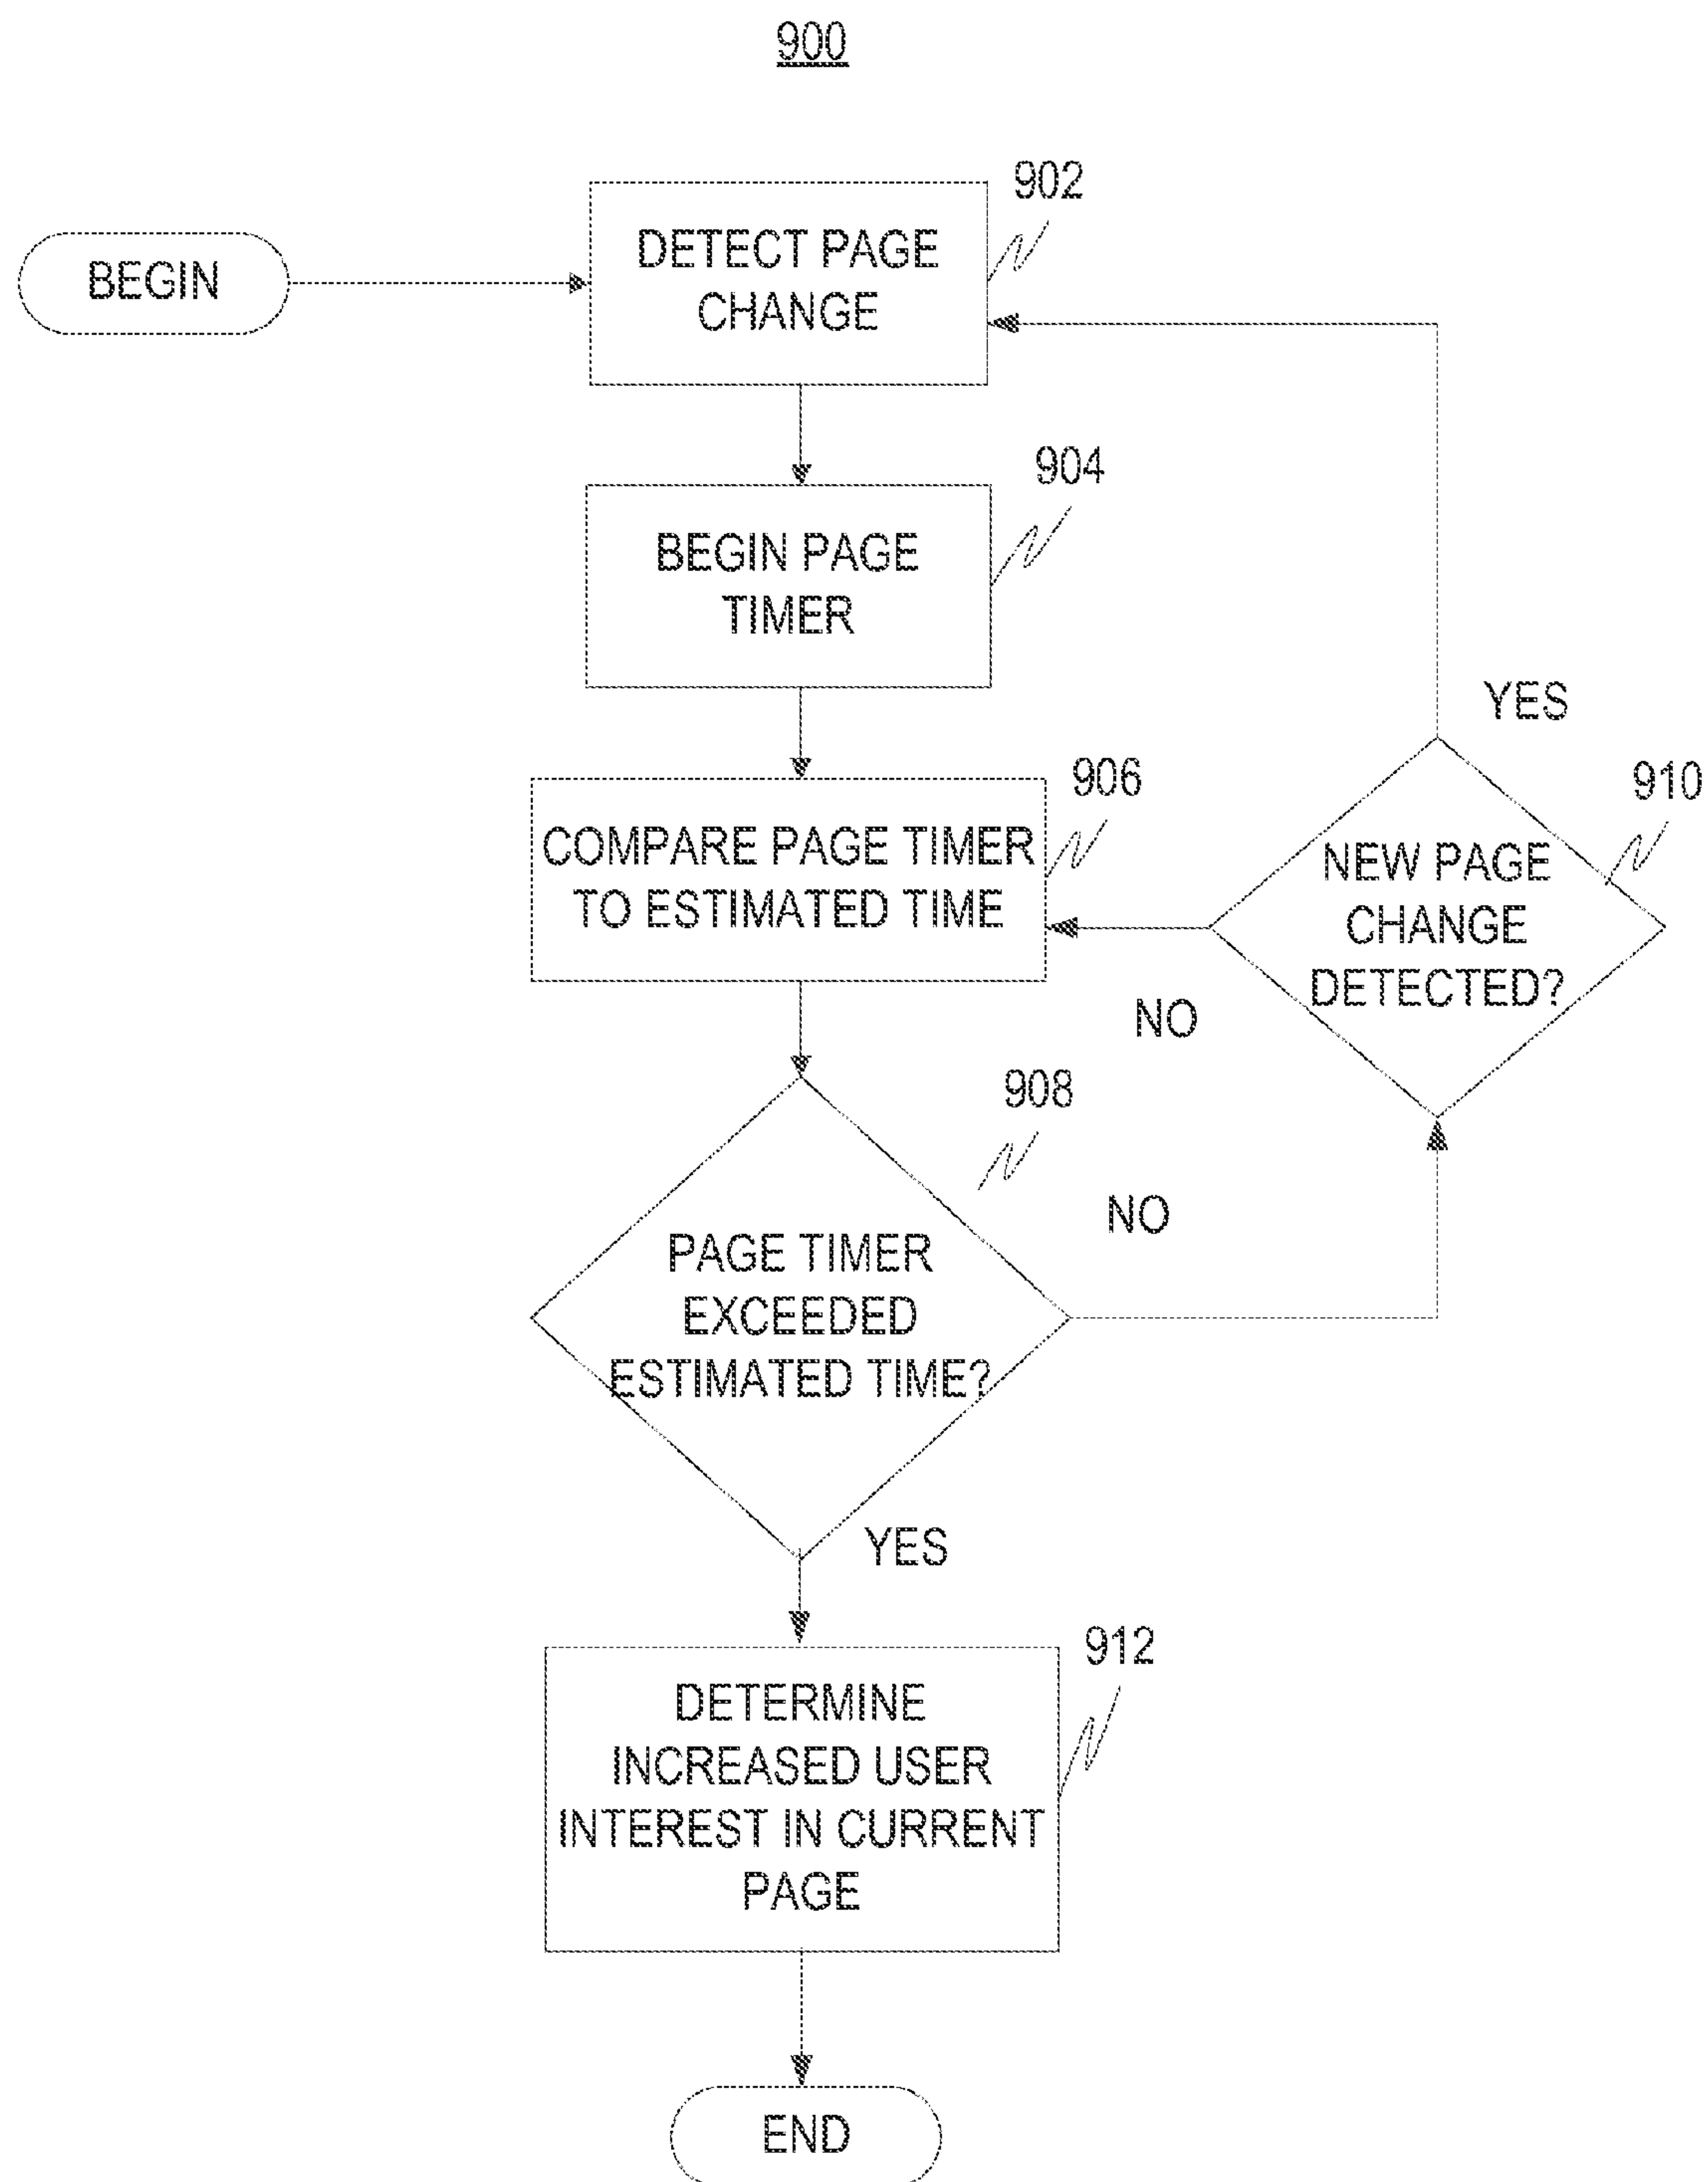 900
902
DETECT PAGE
CHANGE
BEGIN
904
BEGIN PAGE
TIMER
YES
906
910
COMPARE PAGE TIMER
TO ESTIMATED TIME
NEW PAGE
CHANGE
DETECTED?
NO
908
NO
PAGE TIMER
EXCEEDED
ESTIMATED TIME?
YES
912
DETERMINE
INCREASED USER
INTEREST IN CURRENT
PAGE
END